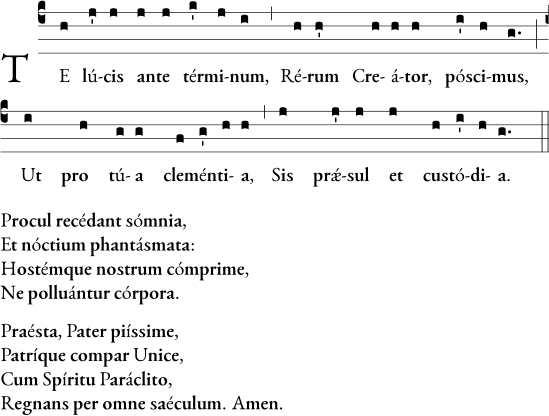 TE lú-cis ante térmi-num, Ré-rum Cre-á-tor, pósci-mus,
Ut pro tú-a cleménti-a, Sis prǽ-sul et custó-di-a.
Procul recédant sómnia,
Et nóctium phantásmata:
Hostémque nostrum cómprime,
Ne polluántur córpora.
Praésta, Pater piíssime,
Patríque compar Unice,
Cum Spíritu Paráclito,
Regnans per omne saéculum. Amen.